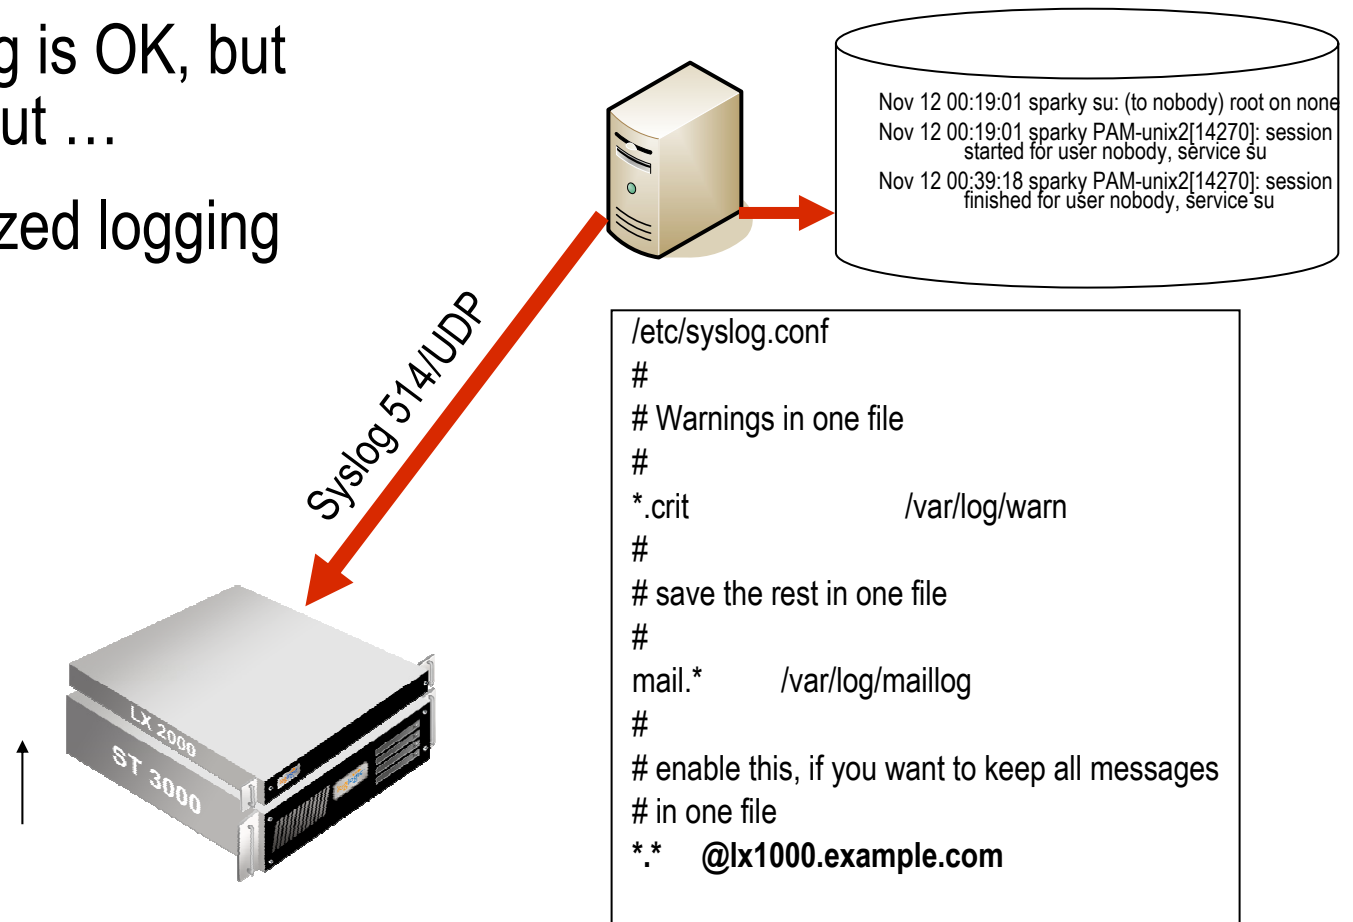 g is OK, but
ut …
zed logging
Nov 12 00:19:01 sparky su: (to nobody) root on none
Nov 12 00:19:01 sparky PAM-unix2[14270]: session
started for user nobody, service su
Nov 12 00:39:18 sparky PAM-unix2[14270]: session
finished for user nobody, service su
Syslog 514/UDP
/etc/syslog.conf
#
# Warnings in one file
#
*.crit /var/log/warn
#
# save the rest in one file
#
mail.* /var/log/maillog
#
# enable this, if you want to keep all messages
# in one file
*.* @lx1000.example.com
LX 2000
ST 3000